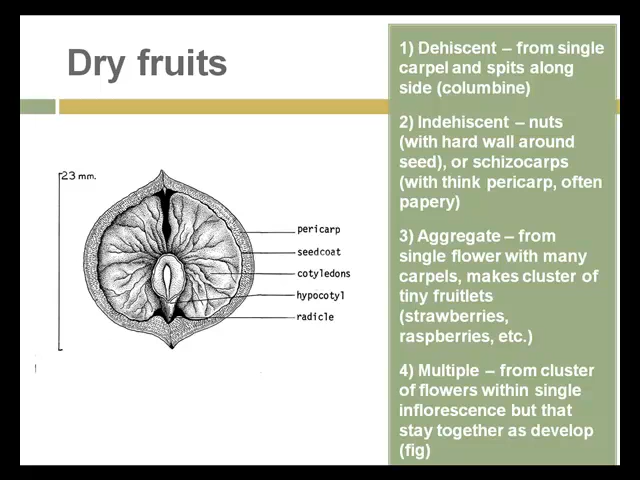 Dry fruits
1) Dehiscent – from single
carpel and spits along
side (columbine)
2) Indehiscent – nuts
(with hard wall around
seed), or schizocarps
(with think pericarp, often
papery)
3) Aggregate – from
single flower with many
carpels, makes cluster of
tiny fruitlets
(strawberries,
raspberries, etc.)
4) Multiple – from cluster
of flowers within single
inflorescence but that
stay together as develop
(fig)
23 mm.
pericarp
seedcoat
cotyledons
hypocotyl
radicle